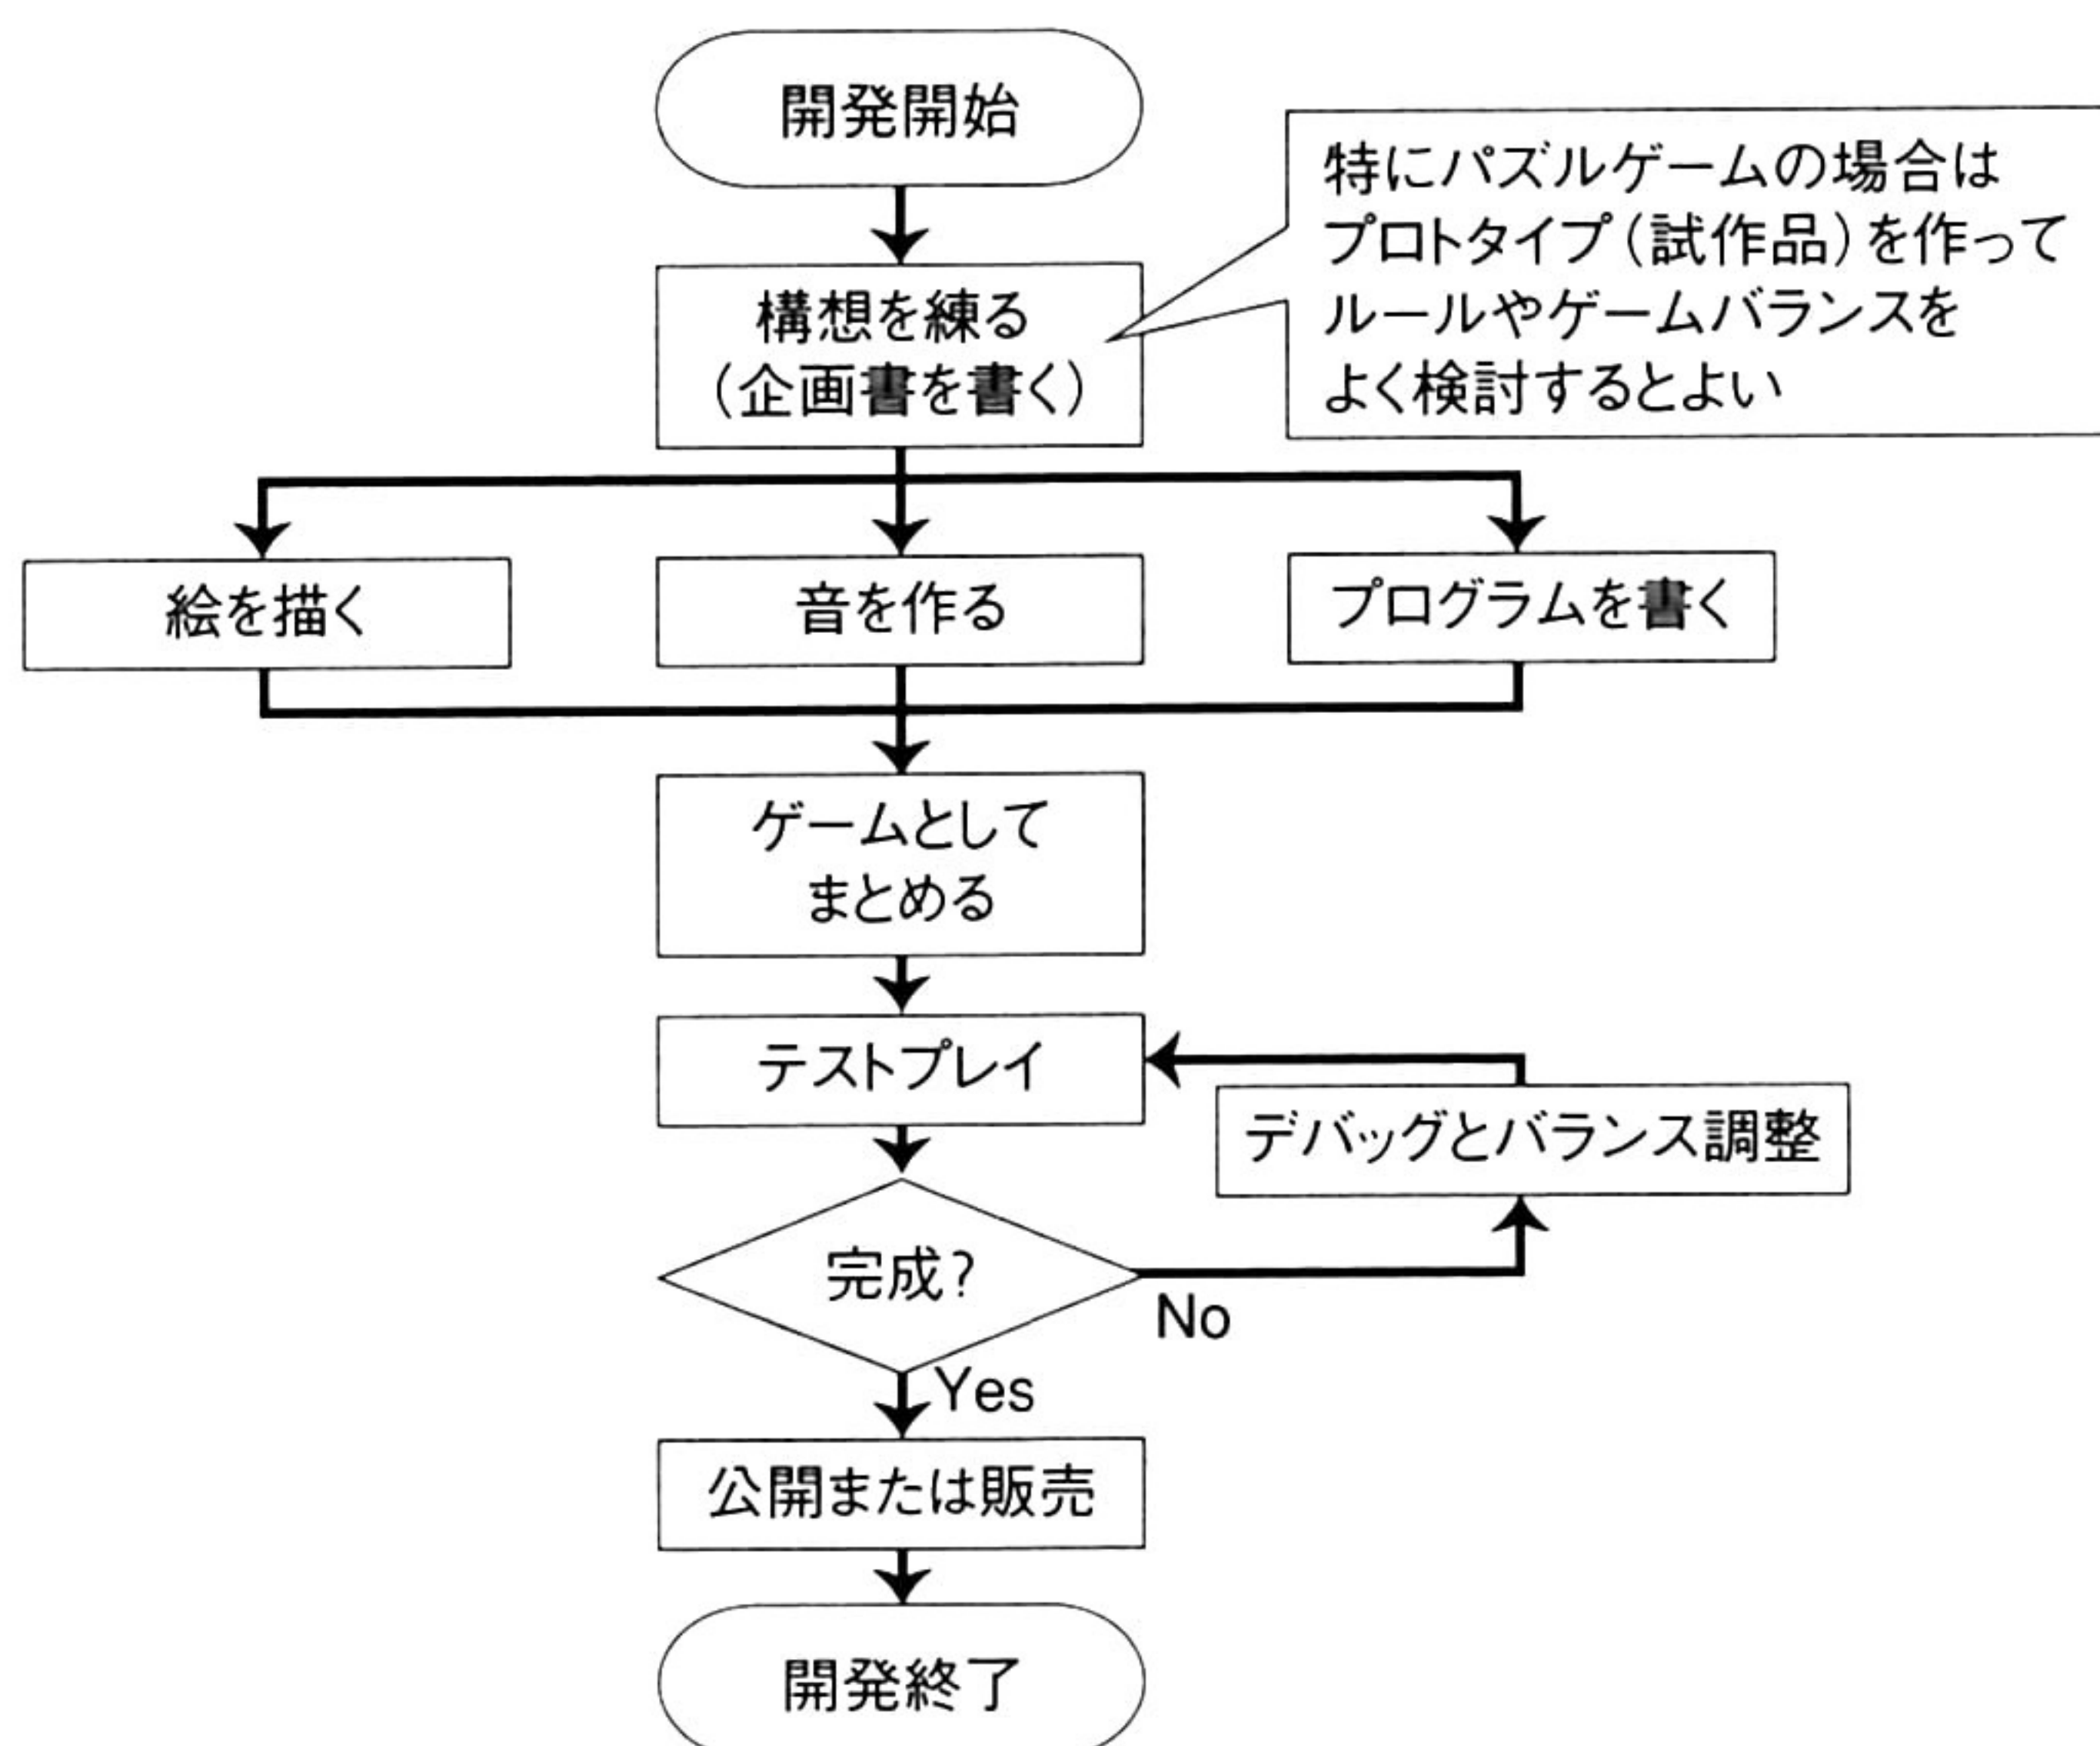 開発開始
特にパズルゲームの場合は
プロトタイプ（試作品）を作って
ルールやゲームバランスを
よく検討するとよい
構想を練る
（企画書を書く）
絵を描く
音を作る
プログラムを書く
ゲームとして
まとめる
テストプレイ
デバッグとバランス調整
完成？
No
Yes
公開または販売
開発終了